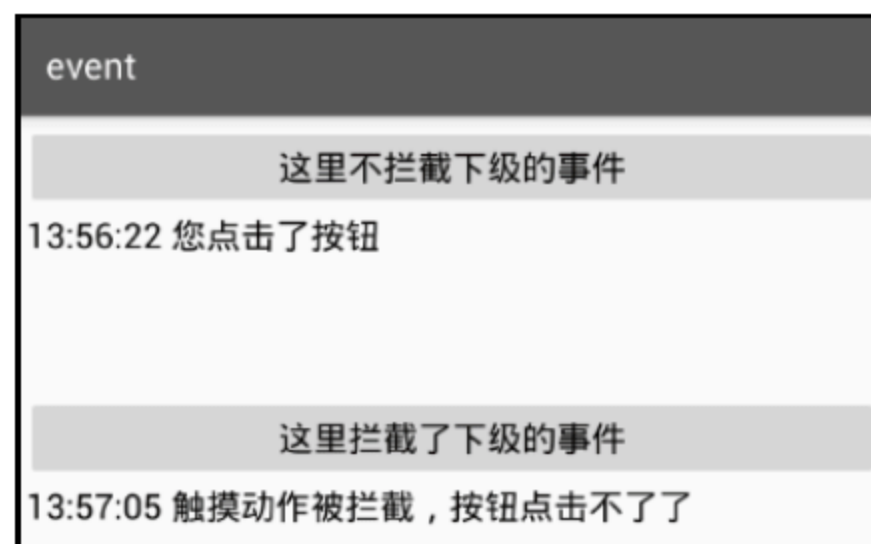 event
这里不拦截下级的事件
13:56:22 您点击了按钮
这里拦截了下级的事件
13:57:05 触摸动作被拦截，按钮点击不了了